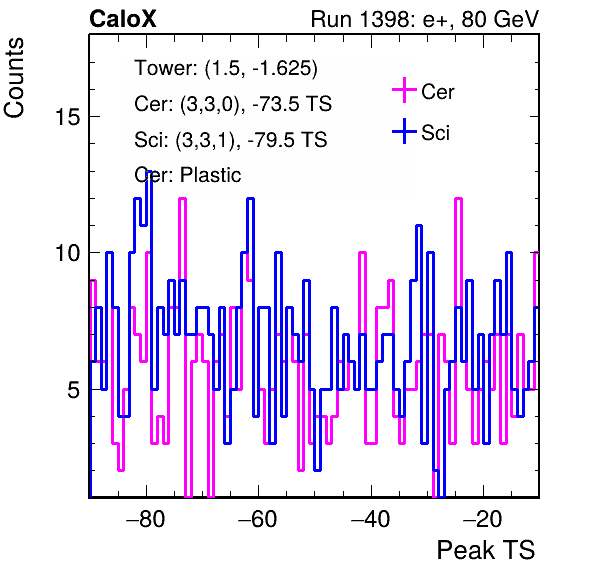 CaloX Run 1398: e+, 80 GeV
Counts
Tower: (1.5, -1.625)
Cer: (3,3,0), -73.5 TS
Sci: (3,3,1), -79.5 TS
Cer: Plastic
Cer
Sci
15
10
5
−80 −60 −40 −20
Peak TS